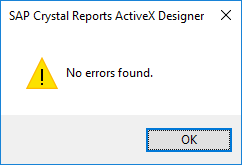 SAP Crystal Reports ActiveX Designer
No errors found.
OK